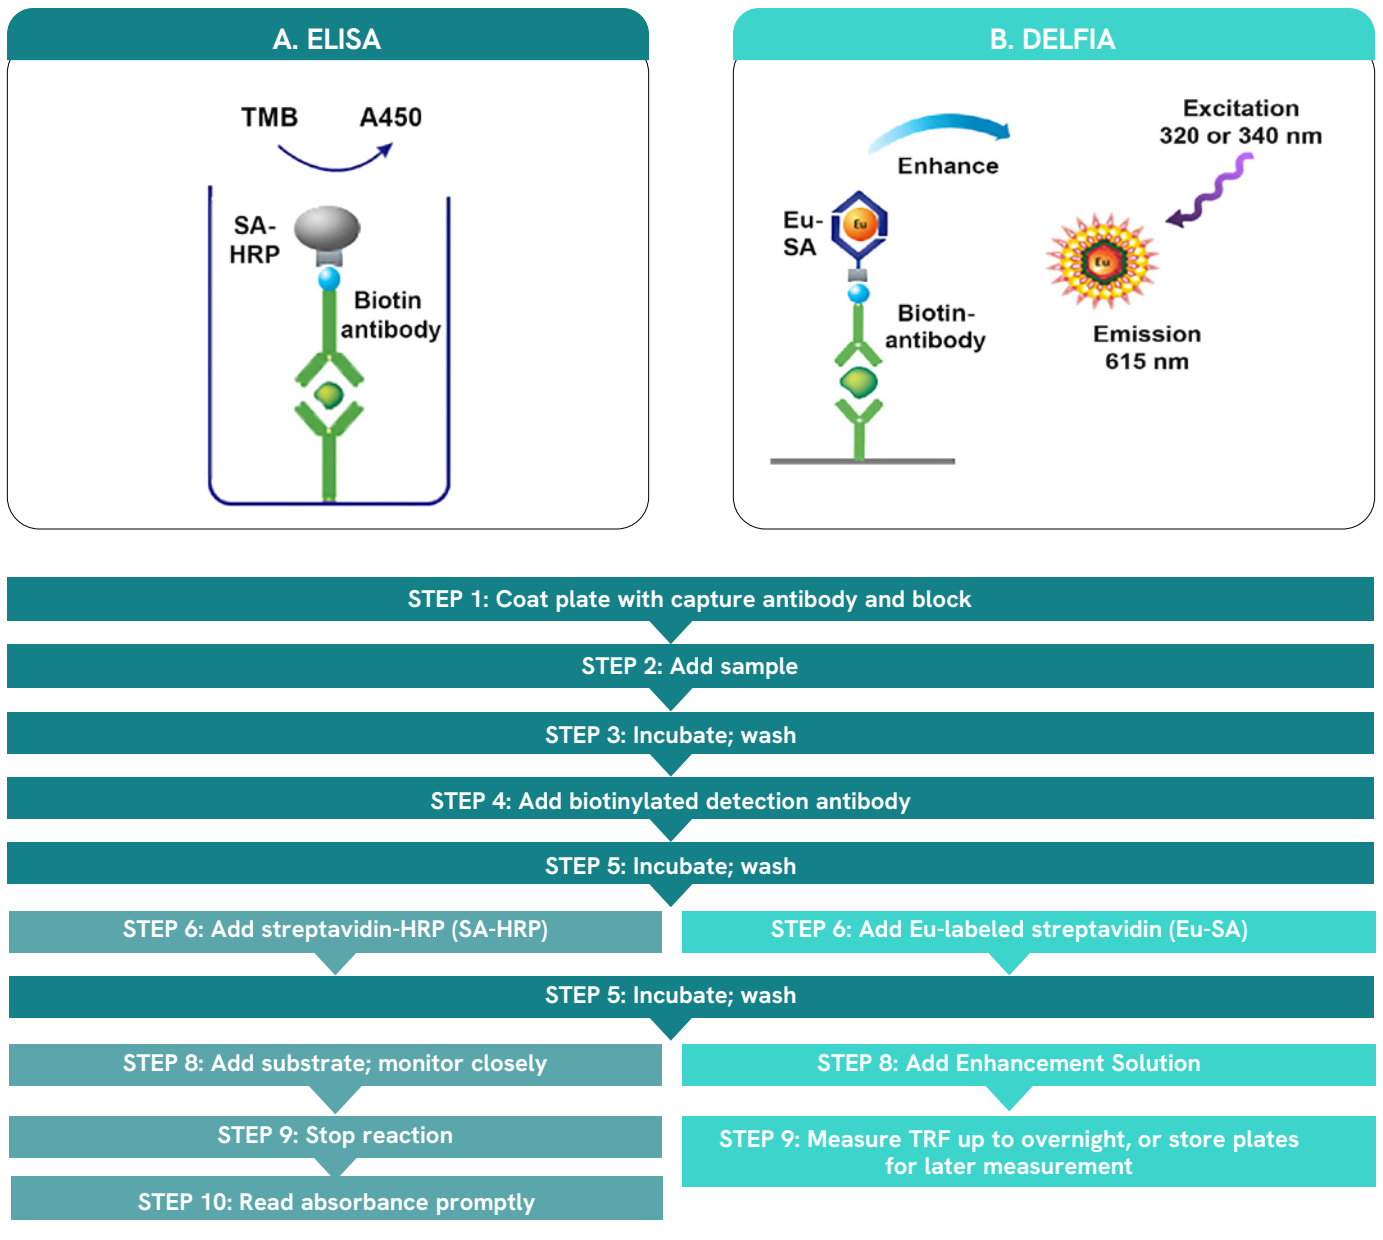 A. ELISA
TMB
A450
SA-
HRP
Biotin
antibody
B. DELFIA
Excitation
320 or 340 nm
Enhance
Eu-
SA
Eu
Eu
Biotin-
antibody
Emission
615 nm
STEP 1: Coat plate with capture antibody and block
STEP 2: Add sample
STEP 3: Incubate; wash
STEP 4: Add biotinylated detection antibody
STEP 5: Incubate; wash
STEP 6: Add streptavidin-HRP (SA-HRP)
STEP 6: Add Eu-labeled streptavidin (Eu-SA)
STEP 5: Incubate; wash
STEP 8: Add substrate; monitor closely
STEP 8: Add Enhancement Solution
STEP 9: Stop reaction
STEP 9: Measure TRF up to overnight, or store plates
for later measurement
STEP 10: Read absorbance promptly